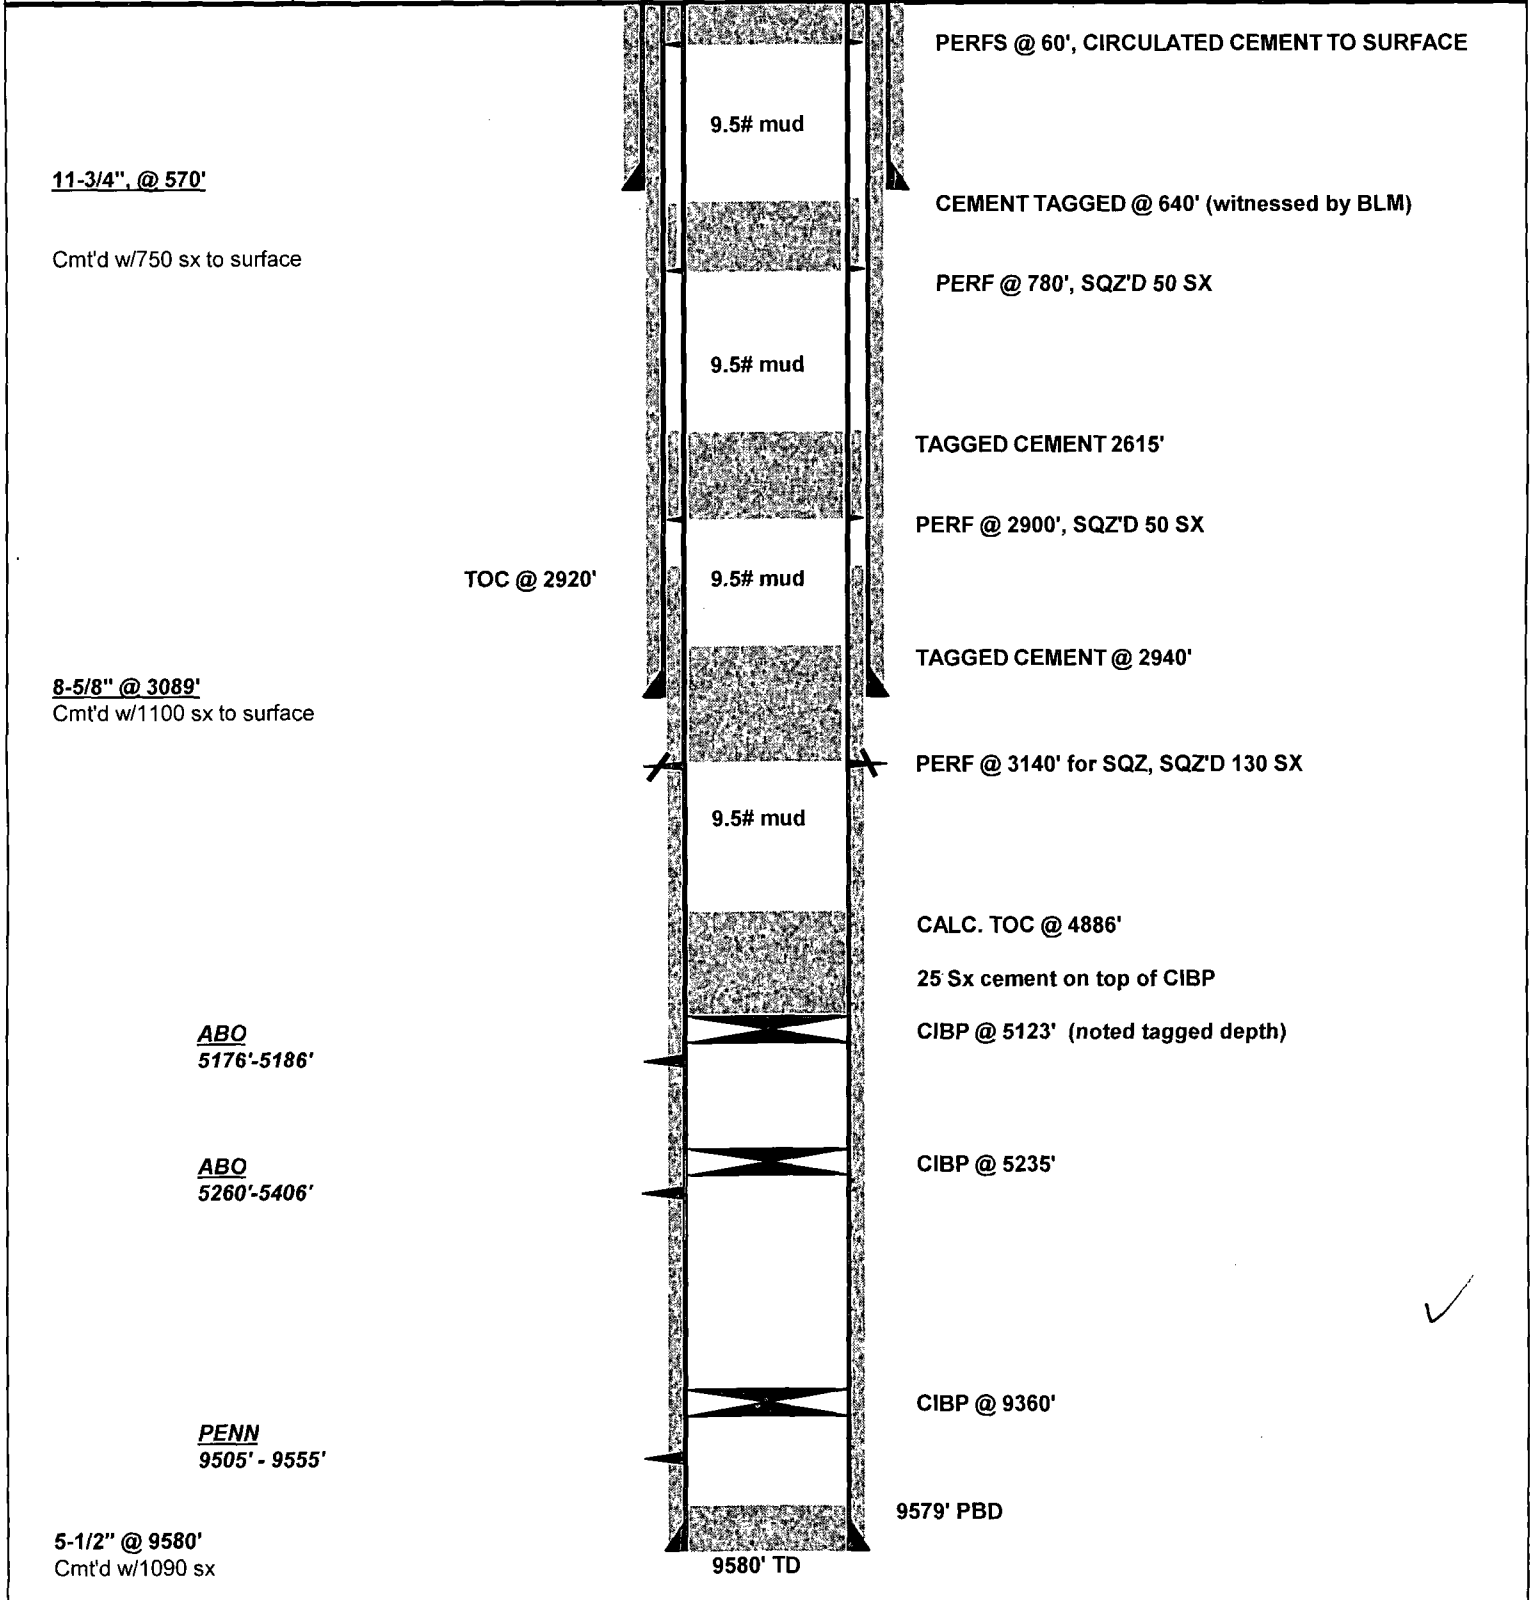 PERFS @ 60', CIRCULATED CEMENT TO SURFACE
9.5# mud
11-3/4", @ 570'
CEMENT TAGGED @ 640' (witnessed by BLM)
Cmt'd w/750 sx to surface
PERF @ 780', SQZ'D 50 SX
9.5# mud
TAGGED CEMENT 2615'
PERF @ 2900', SQZ'D 50 SX
TOC @ 2920'
9.5# mud
TAGGED CEMENT @ 2940'
8-5/8" @ 3089'
Cmt'd w/1100 sx to surface
PERF @ 3140' for SQZ, SQZ'D 130 SX
9.5# mud
CALC. TOC @ 4886'
25 Sx cement on top of CIBP
CIBP @ 5123' (noted tagged depth)
ABO
5176'-5186'
CIBP @ 5235'
ABO
5260'-5406'
CIBP @ 9360'
PENN
9505' - 9555'
9579' PBD
5-1/2" @ 9580'
Cmt'd w/1090 sx
9580' TD